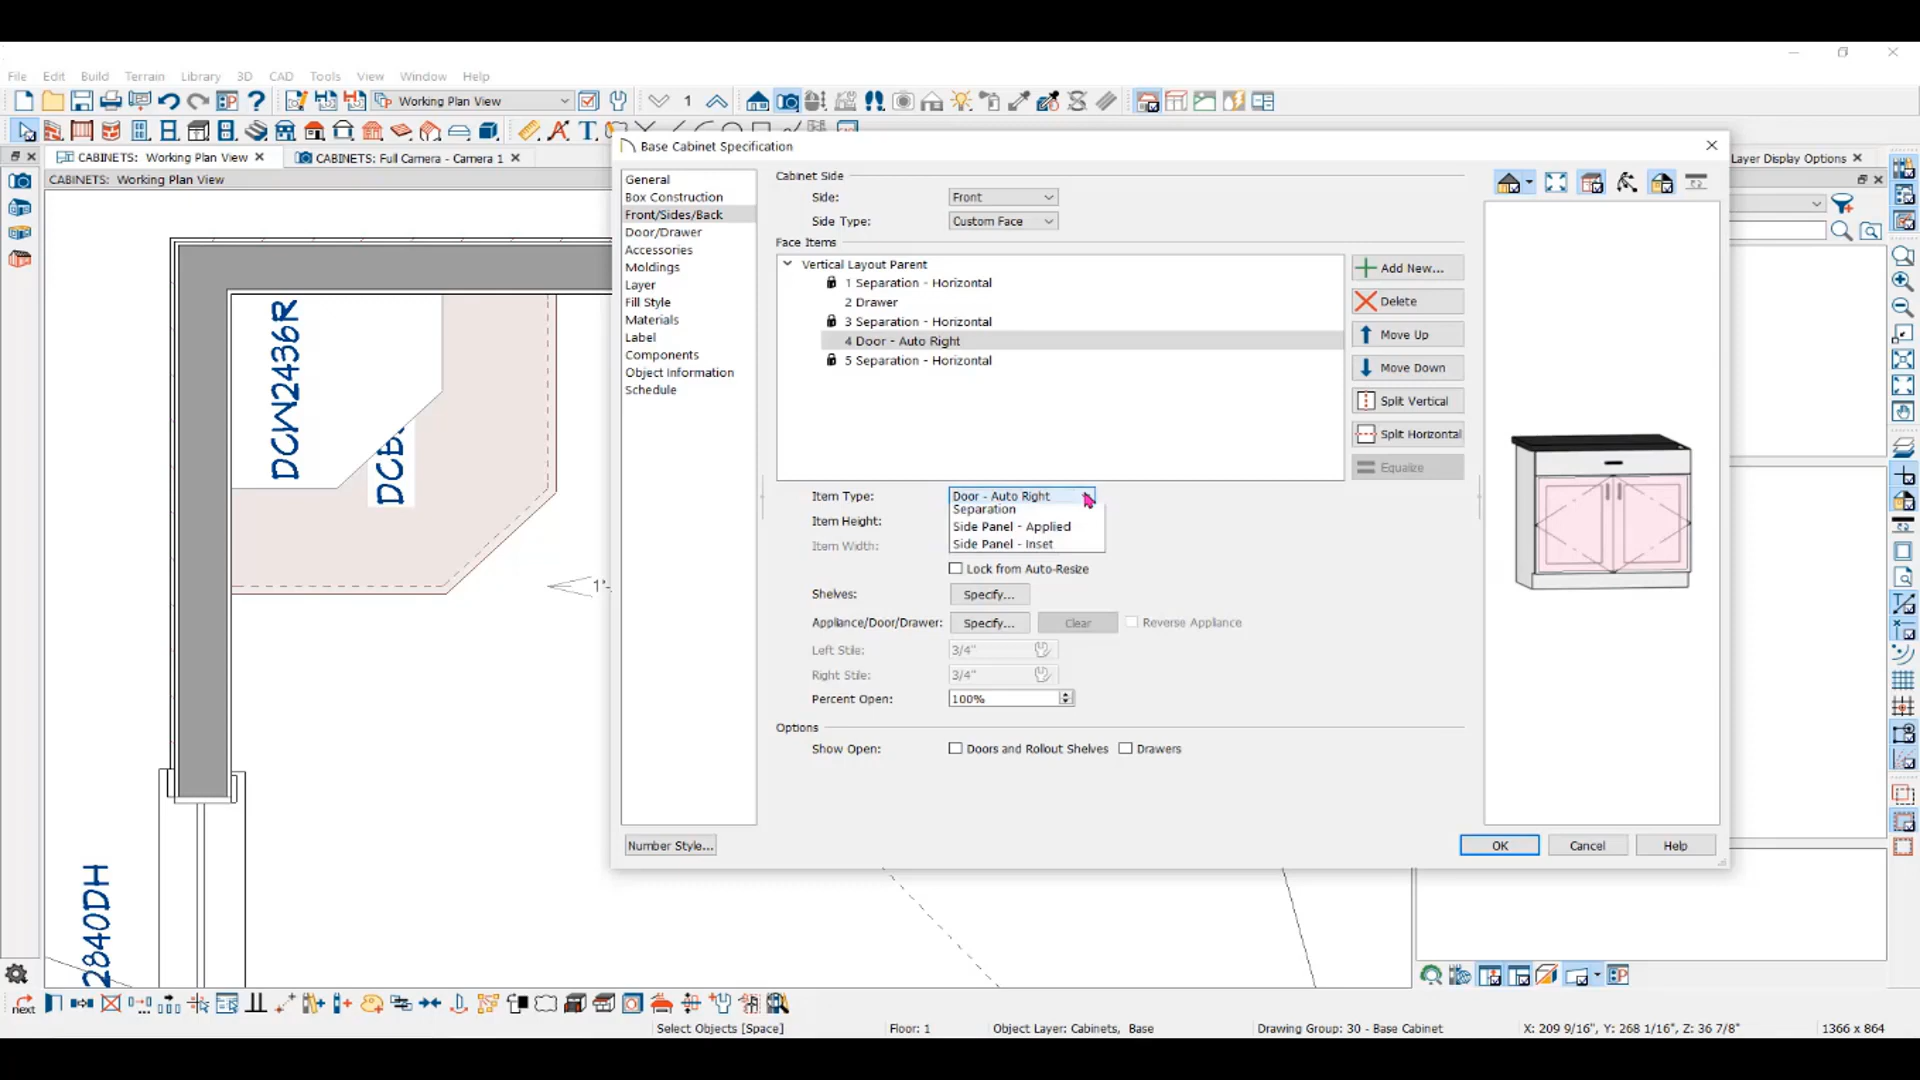 File Edit Build Terrain Library 3D CAD Tools View Window Help
Working Plan View
1
CABINETS: Working Plan View
CABINETS: Full Camera - Camera 1
Layer Display Options
CABINETS: Working Plan View
DCW2436R
2840DH
1'-
Base Cabinet Specification
General
Box Construction
Front/Sides/Back
Door/Drawer
Accessories
Moldings
Layer
Fill Style
Materials
Label
Components
Object Information
Schedule
Number Style...
Cabinet Side
Side: Front
Side Type: Custom Face
Face Items
Vertical Layout Parent
1 Separation - Horizontal
2 Drawer
3 Separation - Horizontal
4 Door - Auto Right
5 Separation - Horizontal
Add New...
Delete
Move Up
Move Down
Split Vertical
Split Horizontal
Equalize
Item Type: Door - Auto Right
Separation
Side Panel - Applied
Side Panel - Inset
Item Height:
Item Width:
Lock from Auto-Resize
Shelves: Specify...
Appliance/Door/Drawer: Specify... Clear Reverse Appliance
Left Stile: 3/4"
Right Stile: 3/4"
Percent Open: 100%
Options
Show Open: Doors and Rollout Shelves Drawers
OK Cancel Help
next
Select Objects [Space] Floor: 1 Object Layer: Cabinets, Base Drawing Group: 30 - Base Cabinet X: 209 9/16", Y: 268 1/16", Z: 36 7/8" 1366 x 864